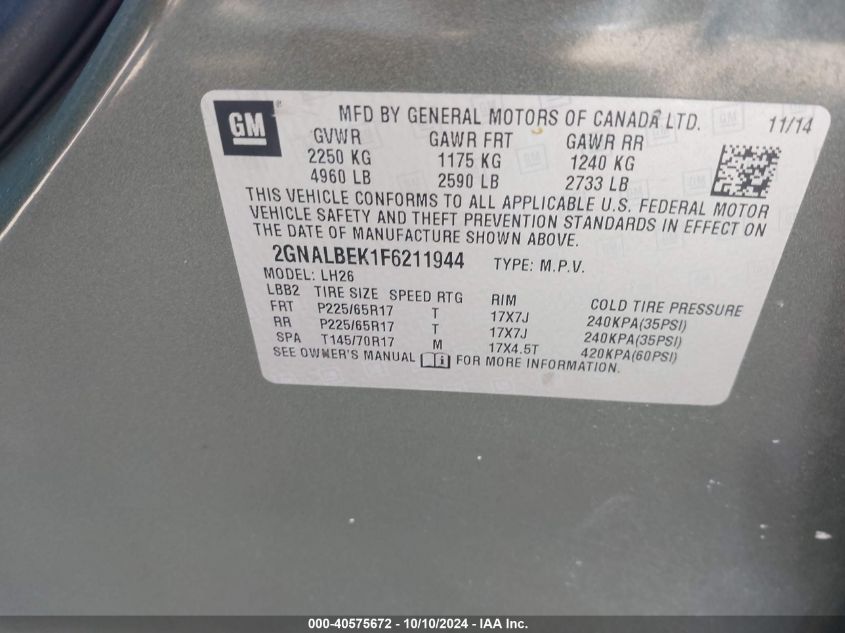 GM ® MFD BY GENERAL MOTORS OF CANADA LTD. 11/14
GVWR GAWR FRT GAWR RR
2250 KG 1175 KG 1240 KG
4960 LB 2590 LB 2733 LB
THIS VEHICLE CONFORMS TO ALL APPLICABLE U.S. FEDERAL MOTOR
VEHICLE SAFETY AND THEFT PREVENTION STANDARDS IN EFFECT ON
THE DATE OF MANUFACTURE SHOWN ABOVE.
2GNALBEK1F6211944 TYPE: M.P.V.
MODEL: LH26
LBB2 TIRE SIZE SPEED RTG RIM COLD TIRE PRESSURE
FRT P225/65R17 T 17X7J 240KPA(35PSI)
RR P225/65R17 T 17X7J 240KPA(35PSI)
SPA T145/70R17 M 17X4.5T 420KPA(60PSI)
SEE OWNER'S MANUAL i FOR MORE INFORMATION.
000-40575672 - 10/10/2024 - IAA Inc.